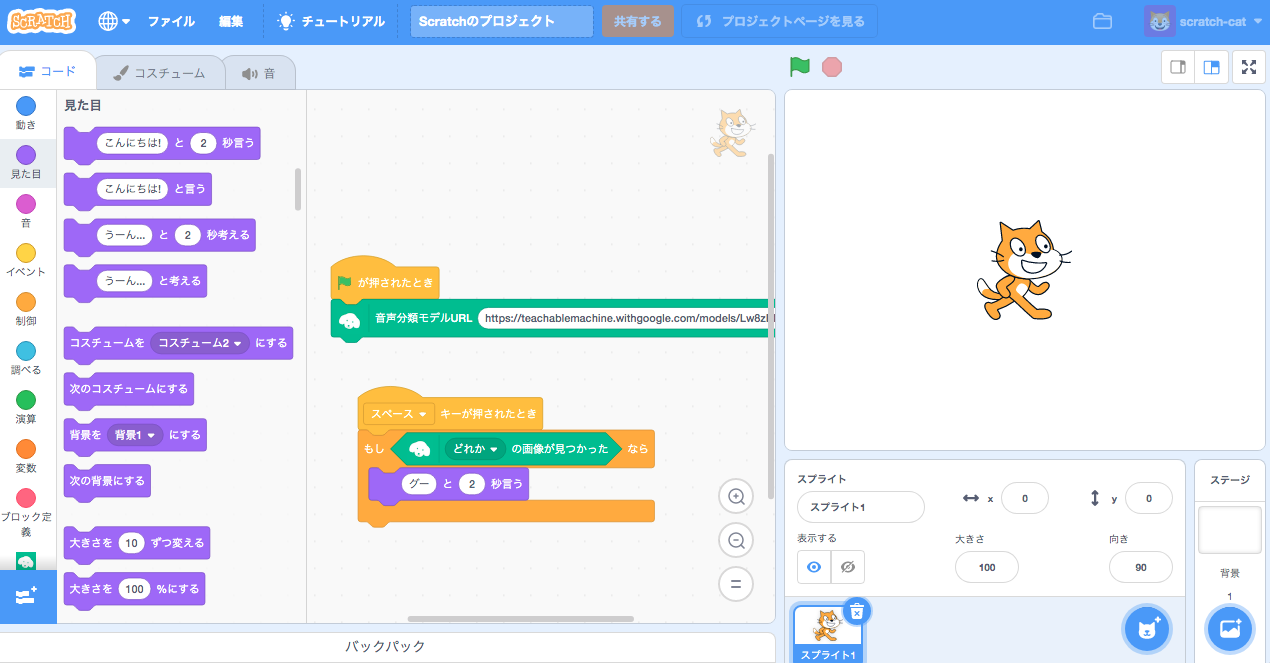 SCRATCH ファイル 編集 チュートリアル Scratchのプロジェクト 共有する プロジェクトページを見る scratch-cat
コード コスチューム 音
動き
見た目
音
イベント
制御
調べる
演算
変数
ブロック定
義
見た目
こんにちは! と 2 秒言う
こんにちは! と言う
うーん... と 2 秒考える
うーん... と考える
コスチュームを コスチューム2 にする
次のコスチュームにする
背景を 背景1 にする
次の背景にする
大きさを 10 ずつ変える
大きさを 100 %にする
が押されたとき
音声分類モデルURL https://teachablemachine.withgoogle.com/models/Lw8z
スペース キーが押されたとき
もし どれか の画像が見つかった なら
グー と 2 秒言う
バックパック
スプライト
スプライト1 x 0 y 0
表示する 大きさ 向き
100 90
スプライト1
ステージ
背景
1